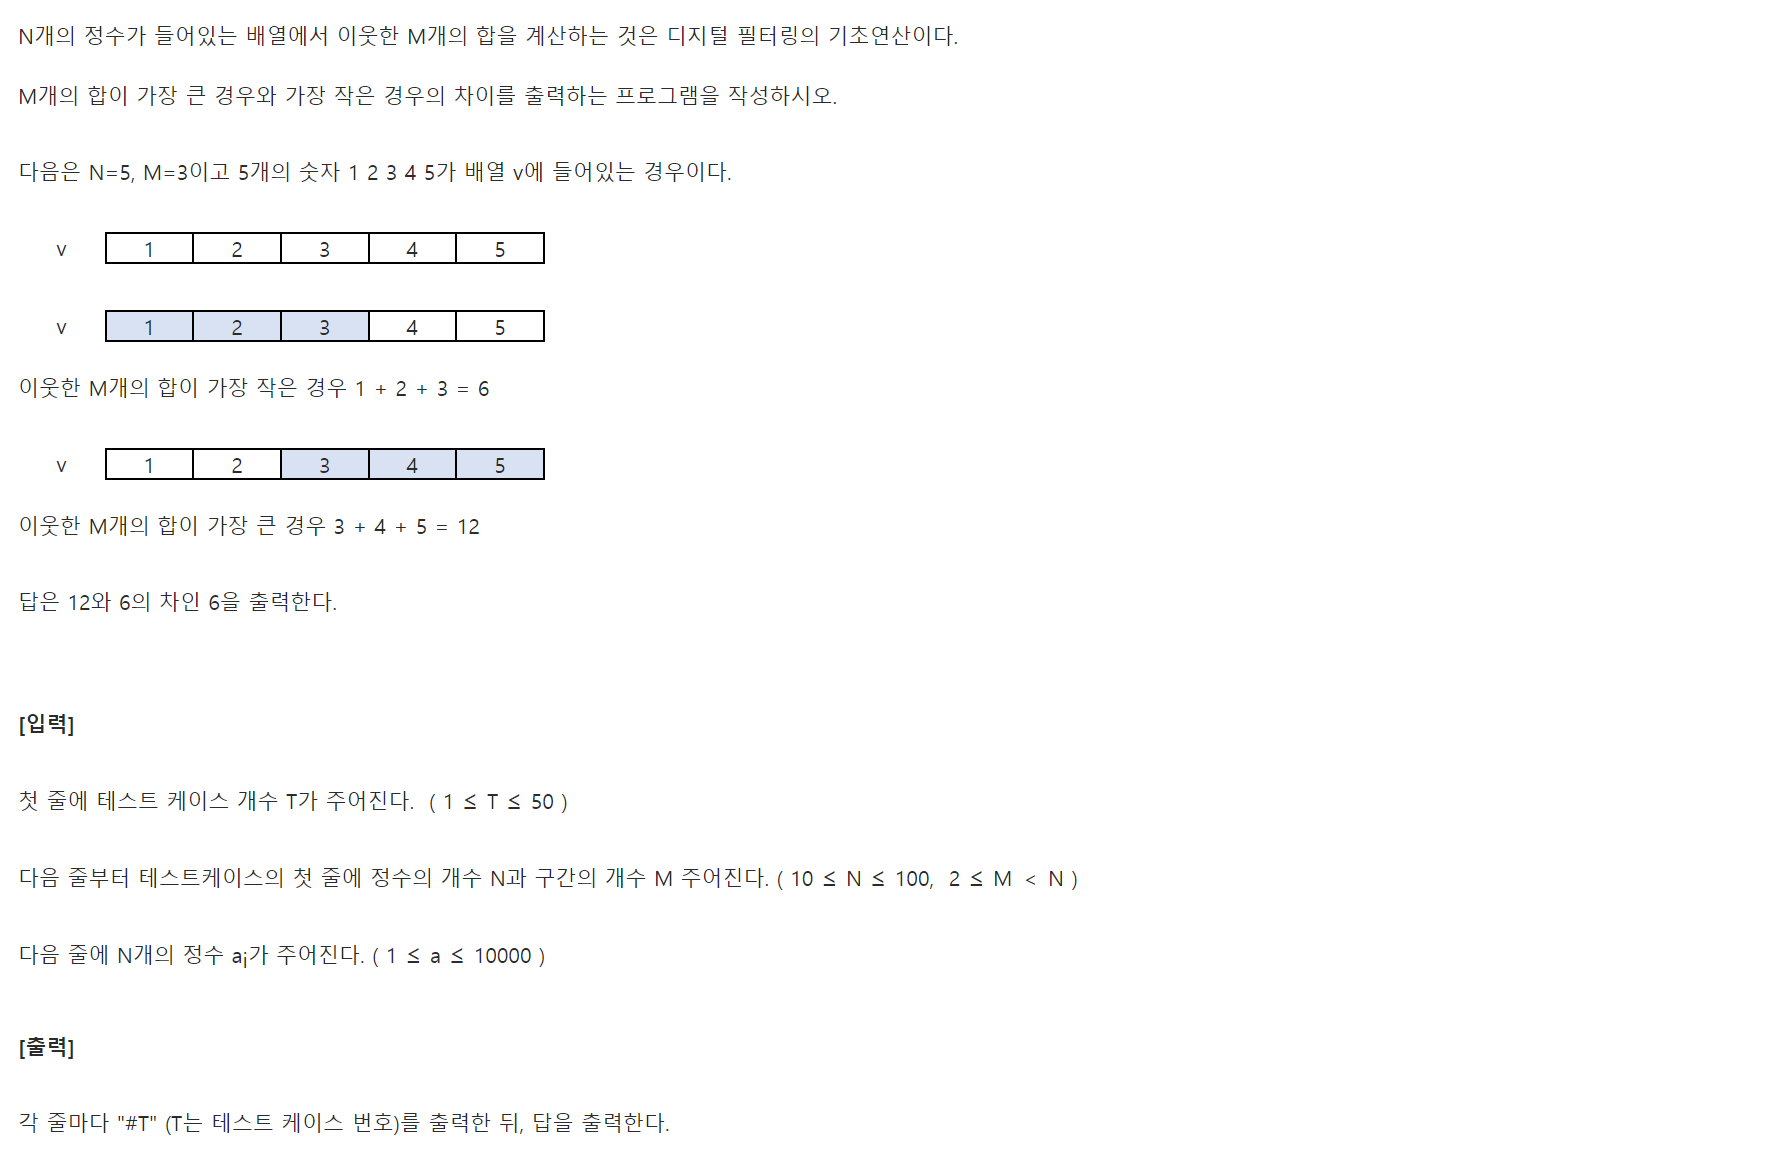 N개의 정수가 들어있는 배열에서 이웃한 M개의 합을 계산하는 것은 디지털 필터링의 기초연산이다.
M개의 합이 가장 큰 경우와 가장 작은 경우의 차이를 출력하는 프로그램을 작성하시오.
다음은 N=5, M=3이고 5개의 숫자 1 2 3 4 5가 배열 v에 들어있는 경우이다.
v 1 2 3 4 5
v 1 2 3 4 5
이웃한 M개의 합이 가장 작은 경우 1 + 2 + 3 = 6
v 1 2 3 4 5
이웃한 M개의 합이 가장 큰 경우 3 + 4 + 5 = 12
답은 12와 6의 차인 6을 출력한다.
[입력]
첫 줄에 테스트 케이스 개수 T가 주어진다.  ( 1 ≤ T ≤ 50 )
다음 줄부터 테스트케이스의 첫 줄에 정수의 개수 N과 구간의 개수 M 주어진다. ( 10 ≤ N ≤ 100,  2 ≤ M < N )
다음 줄에 N개의 정수 ai가 주어진다. ( 1 ≤ a ≤ 10000 )
[출력]
각 줄마다 "#T" (T는 테스트 케이스 번호)를 출력한 뒤, 답을 출력한다.